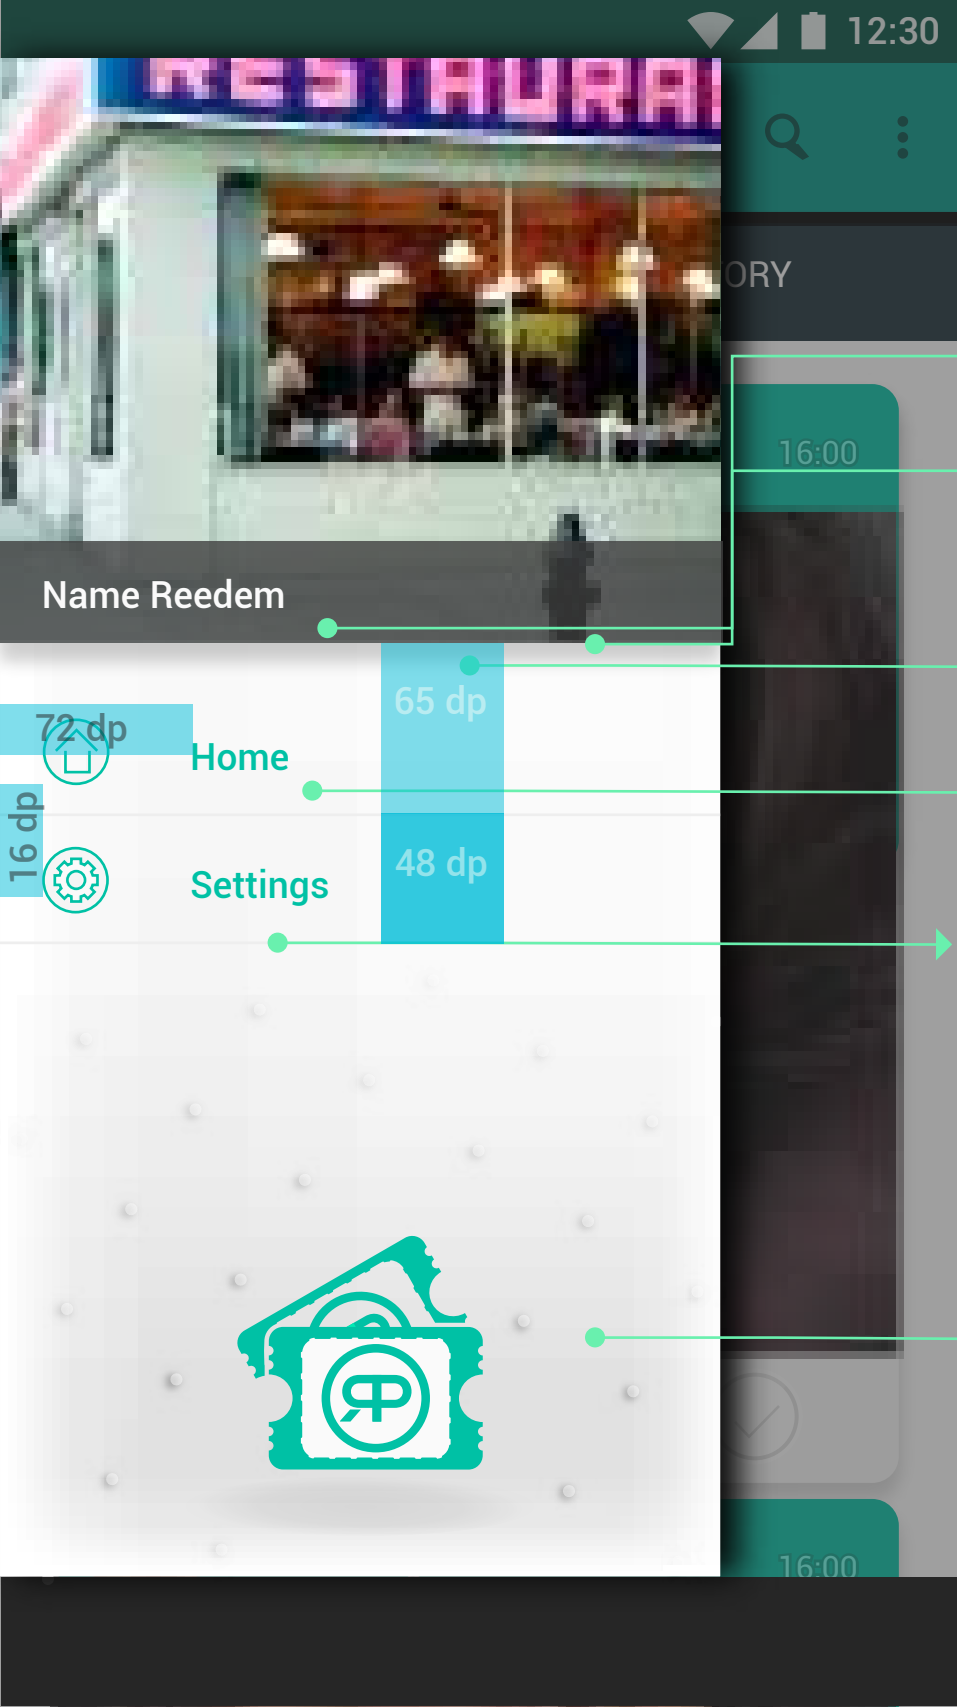 12:30
RESTAURA
ORY
16:00
Name Reedem
65 dp
72 dp
Home
16 dp
48 dp
Settings
RP
16:00